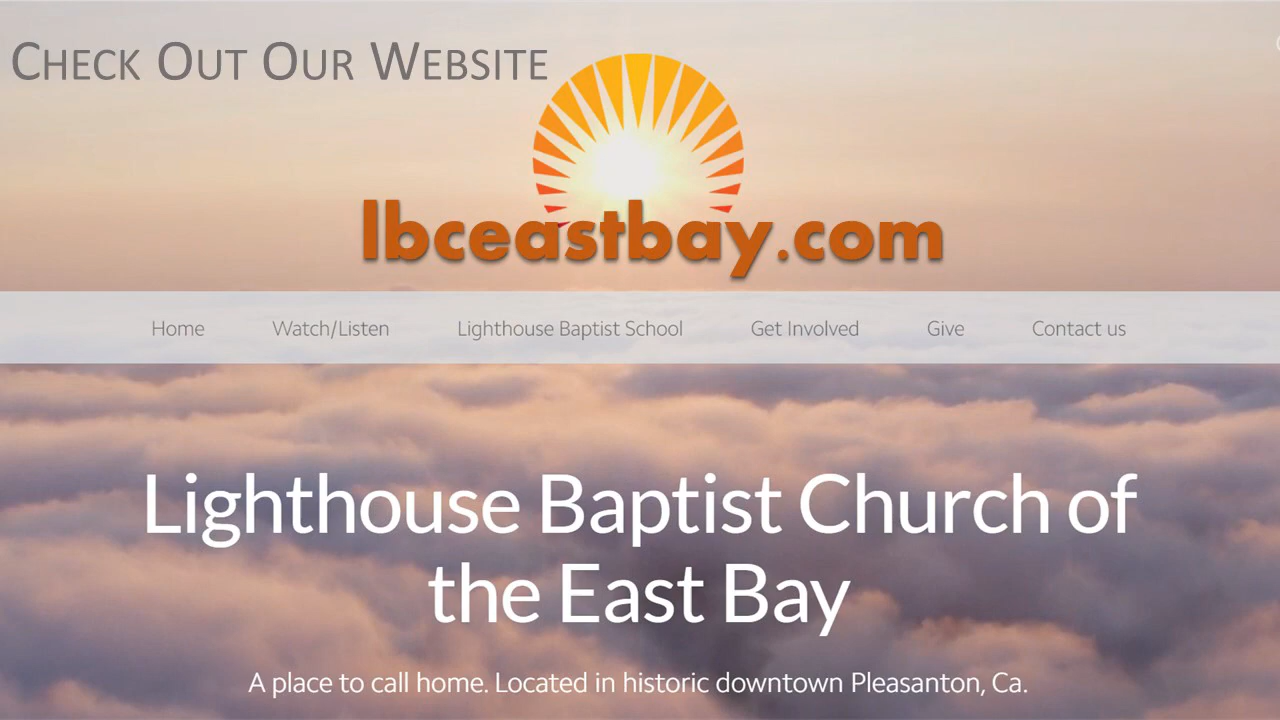 Check Out Our Website
lbceastbay.com
Home Watch/Listen Lighthouse Baptist School Get Involved Give Contact us
Lighthouse Baptist Church of
the East Bay
A place to call home. Located in historic downtown Pleasanton, Ca.